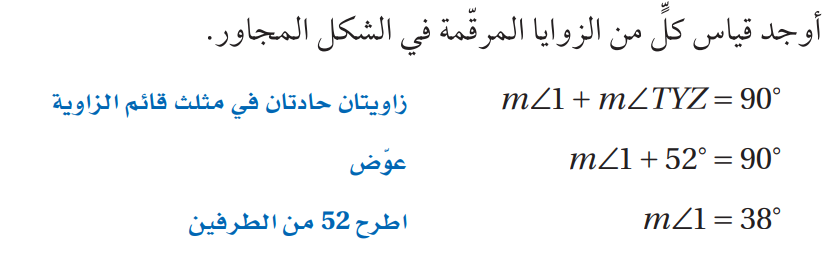 أوجد قياس كلٍّ من الزوايا المرقّمة في الشكل المجاور.
m∠1 + m∠TYZ = 90° زاويتان حادتان في مثلث قائم الزاوية
m∠1 + 52° = 90° عوّض
m∠1 = 38° اطرح 52 من الطرفين